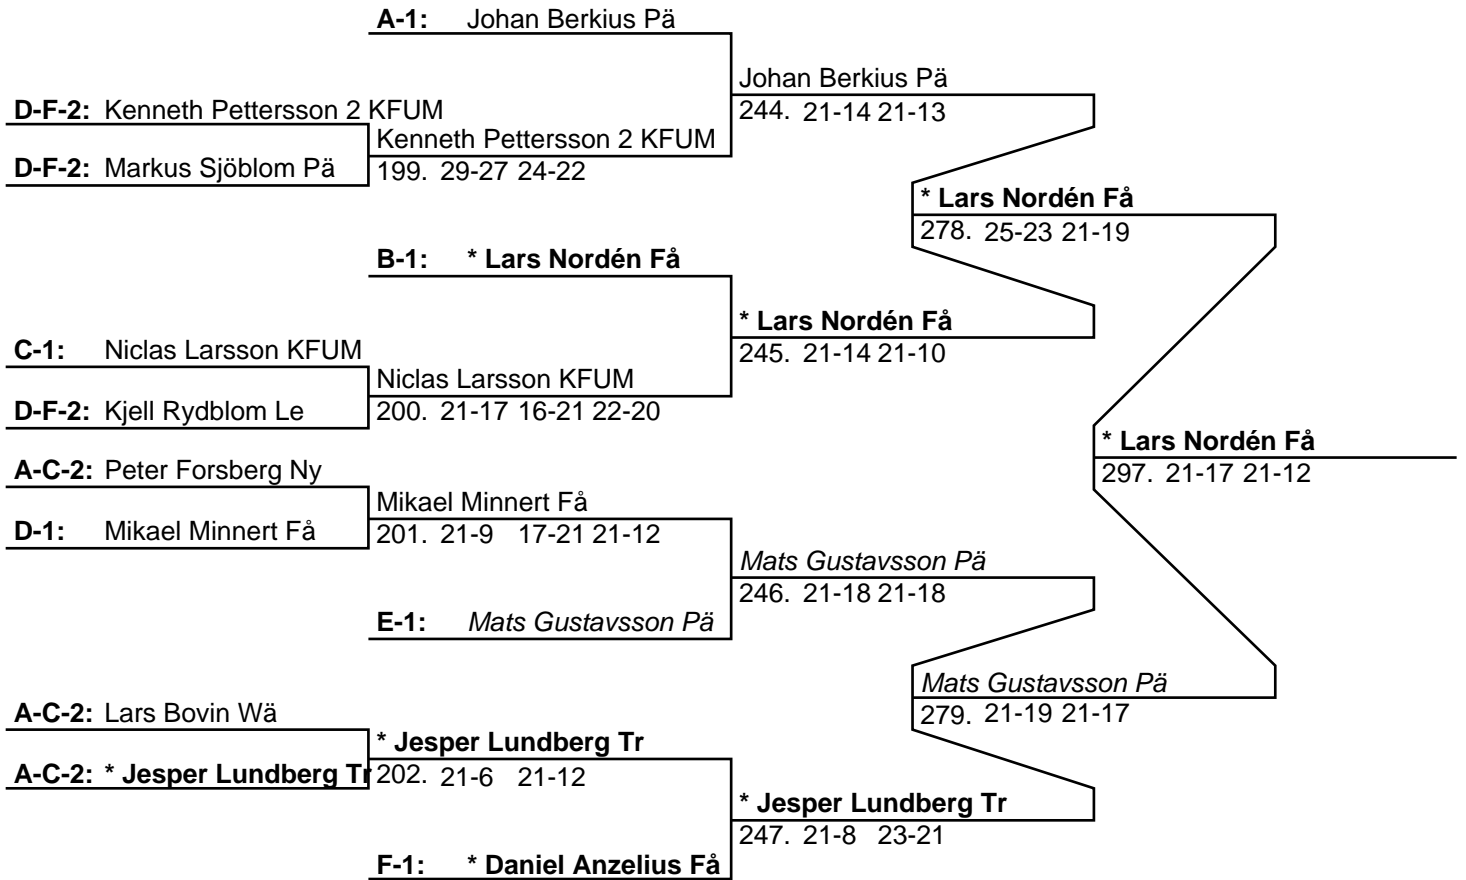 A-1: Johan Berkius Pä
Johan Berkius Pä
244. 21-14 21-13
D-F-2: Kenneth Pettersson 2 KFUM
Kenneth Pettersson 2 KFUM
199. 29-27 24-22
D-F-2: Markus Sjöblom Pä
* Lars Nordén Få
278. 25-23 21-19
B-1: * Lars Nordén Få
* Lars Nordén Få
245. 21-14 21-10
C-1: Niclas Larsson KFUM
Niclas Larsson KFUM
200. 21-17 16-21 22-20
D-F-2: Kjell Rydblom Le
* Lars Nordén Få
297. 21-17 21-12
A-C-2: Peter Forsberg Ny
Mikael Minnert Få
201. 21-9 17-21 21-12
D-1: Mikael Minnert Få
Mats Gustavsson Pä
246. 21-18 21-18
E-1: Mats Gustavsson Pä
Mats Gustavsson Pä
279. 21-19 21-17
A-C-2: Lars Bovin Wä
* Jesper Lundberg Tr
202. 21-6 21-12
A-C-2: * Jesper Lundberg Tr
* Jesper Lundberg Tr
247. 21-8 23-21
F-1: * Daniel Anzelius Få